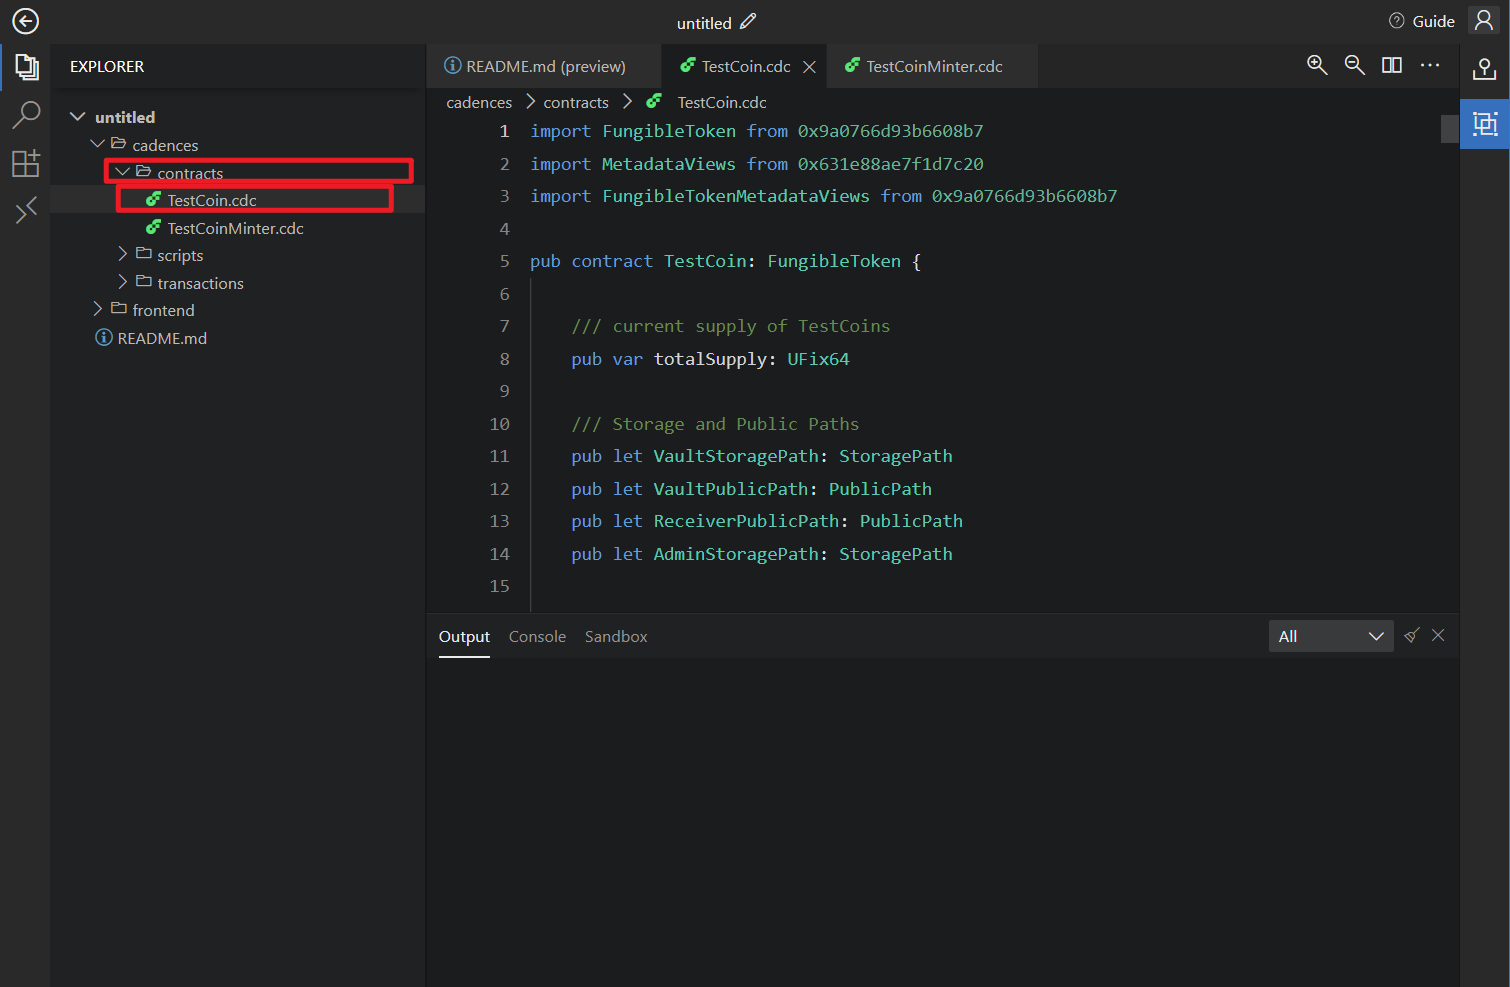 untitled
Guide
EXPLORER
untitled
cadences
contracts
TestCoin.cdc
TestCoinMinter.cdc
scripts
transactions
frontend
README.md
README.md (preview)
TestCoin.cdc
TestCoinMinter.cdc
cadences > contracts > TestCoin.cdc
1 import FungibleToken from 0x9a0766d93b6608b7
2 import MetadataViews from 0x631e88ae7f1d7c20
3 import FungibleTokenMetadataViews from 0x9a0766d93b6608b7
4
5 pub contract TestCoin: FungibleToken {
6
7 /// current supply of TestCoins
8 pub var totalSupply: UFix64
9
10 /// Storage and Public Paths
11 pub let VaultStoragePath: StoragePath
12 pub let VaultPublicPath: PublicPath
13 pub let ReceiverPublicPath: PublicPath
14 pub let AdminStoragePath: StoragePath
15
Output Console Sandbox
All